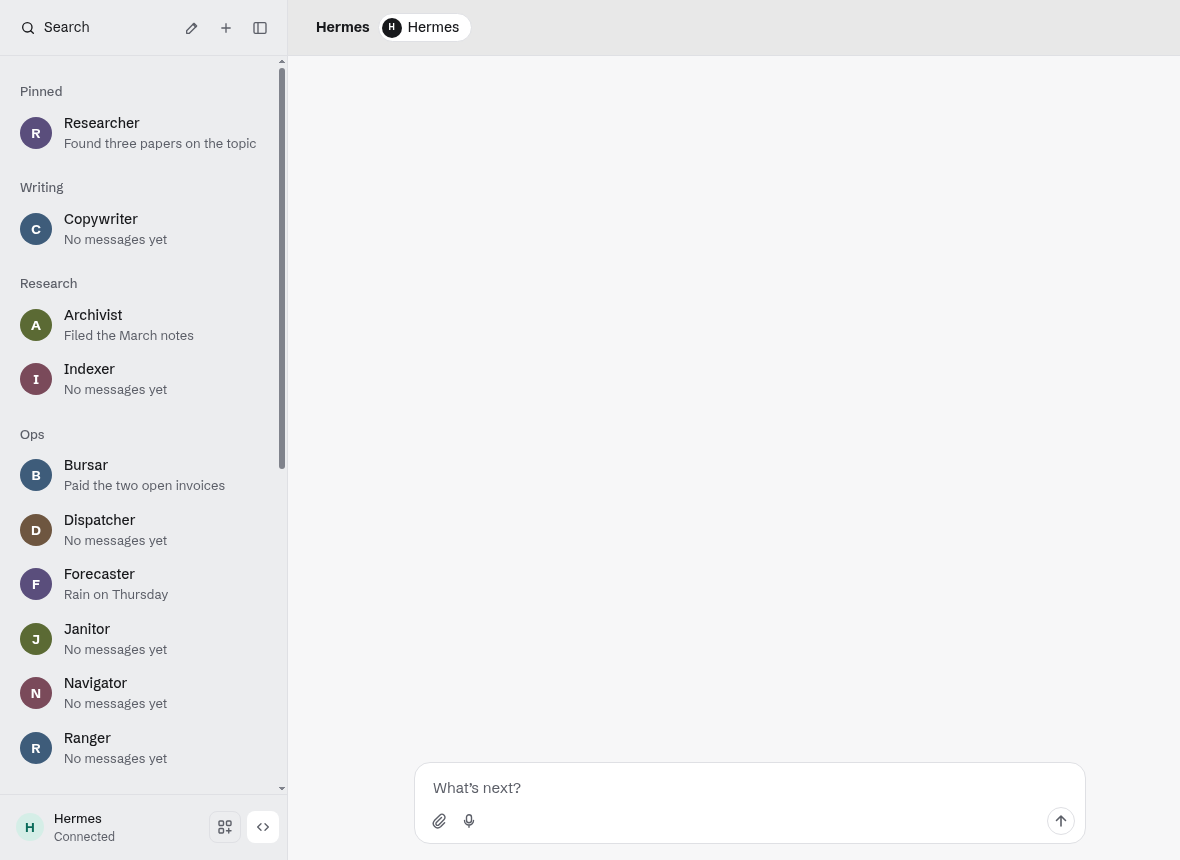 Search
Hermes
H
Hermes
Pinned
R
Researcher
Found three papers on the topic
Writing
C
Copywriter
No messages yet
Research
A
Archivist
Filed the March notes
I
Indexer
No messages yet
Ops
B
Bursar
Paid the two open invoices
D
Dispatcher
No messages yet
F
Forecaster
Rain on Thursday
J
Janitor
No messages yet
N
Navigator
No messages yet
R
Ranger
No messages yet
What's next?
H
Hermes
Connected